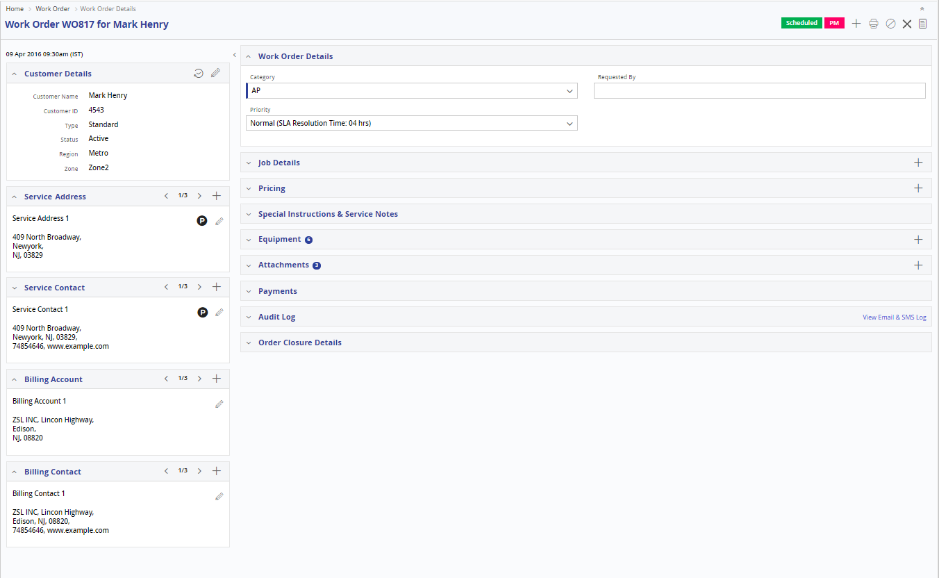 Home > Work Order > Work Order Details
Work Order WO817 for Mark Henry
Scheduled PM
09 Apr 2016 09:30am (IST)
Customer Details
Customer Name Mark Henry
Customer ID 4543
Type Standard
Status Active
Region Metro
Zone Zone2
Service Address 1/3
Service Address 1
P
409 North Broadway,
Newyork,
NJ, 03829
Service Contact 1/3
Service Contact 1
P
409 North Broadway,
Newyork, NJ, 03829,
74854646, www.example.com
Billing Account 1/3
Billing Account 1
ZSL INC, Lincon Highway,
Edison,
NJ, 08820
Billing Contact 1/3
Billing Contact 1
ZSL INC, Lincon Highway,
Edison, NJ, 08820,
74854646, www.example.com
Work Order Details
Category
AP
Requested By
Priority
Normal (SLA Resolution Time: 04 hrs)
Job Details
Pricing
Special Instructions & Service Notes
Equipment
Attachments 3
Payments
Audit Log
View Email & SMS Log
Order Closure Details